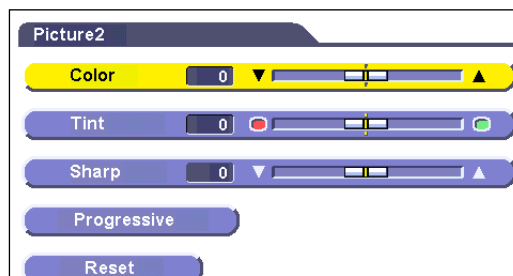 Picture2
Color 0
Tint 0
Sharp 0
Progressive
Reset